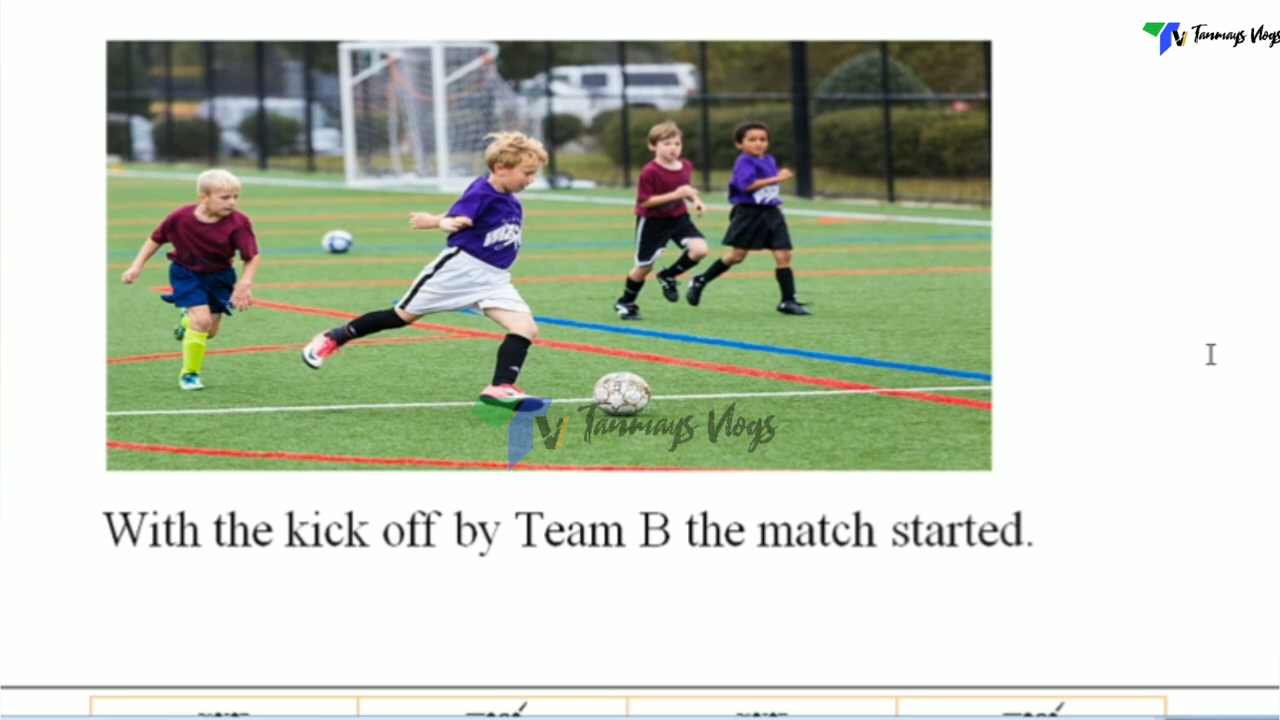 Tanmays Vlogs
Tanmays Vlogs
With the kick off by Team B the match started.